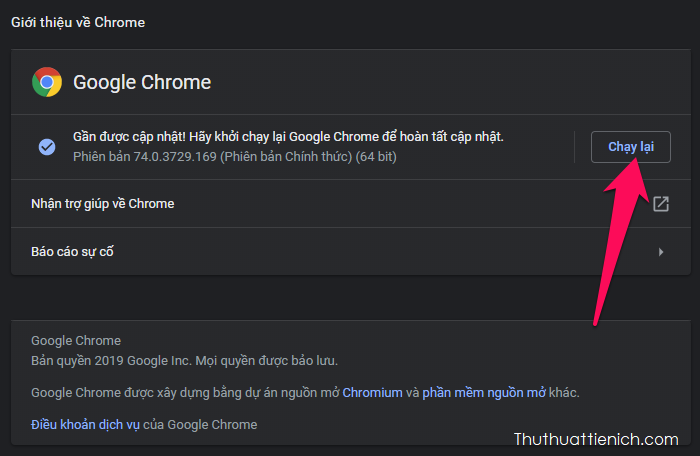 Giới thiệu về Chrome
Google Chrome
Gần được cập nhật! Hãy khởi chạy lại Google Chrome để hoàn tất cập nhật.
Phiên bản 74.0.3729.169 (Phiên bản Chính thức) (64 bit)
Chạy lại
Nhận trợ giúp về Chrome
Báo cáo sự cố
Google Chrome
Bản quyền 2019 Google Inc. Mọi quyền được bảo lưu.
Google Chrome được xây dựng bằng dự án nguồn mở Chromium và phần mềm nguồn mở khác.
Điều khoản dịch vụ của Google Chrome
Thuthuattienich.com